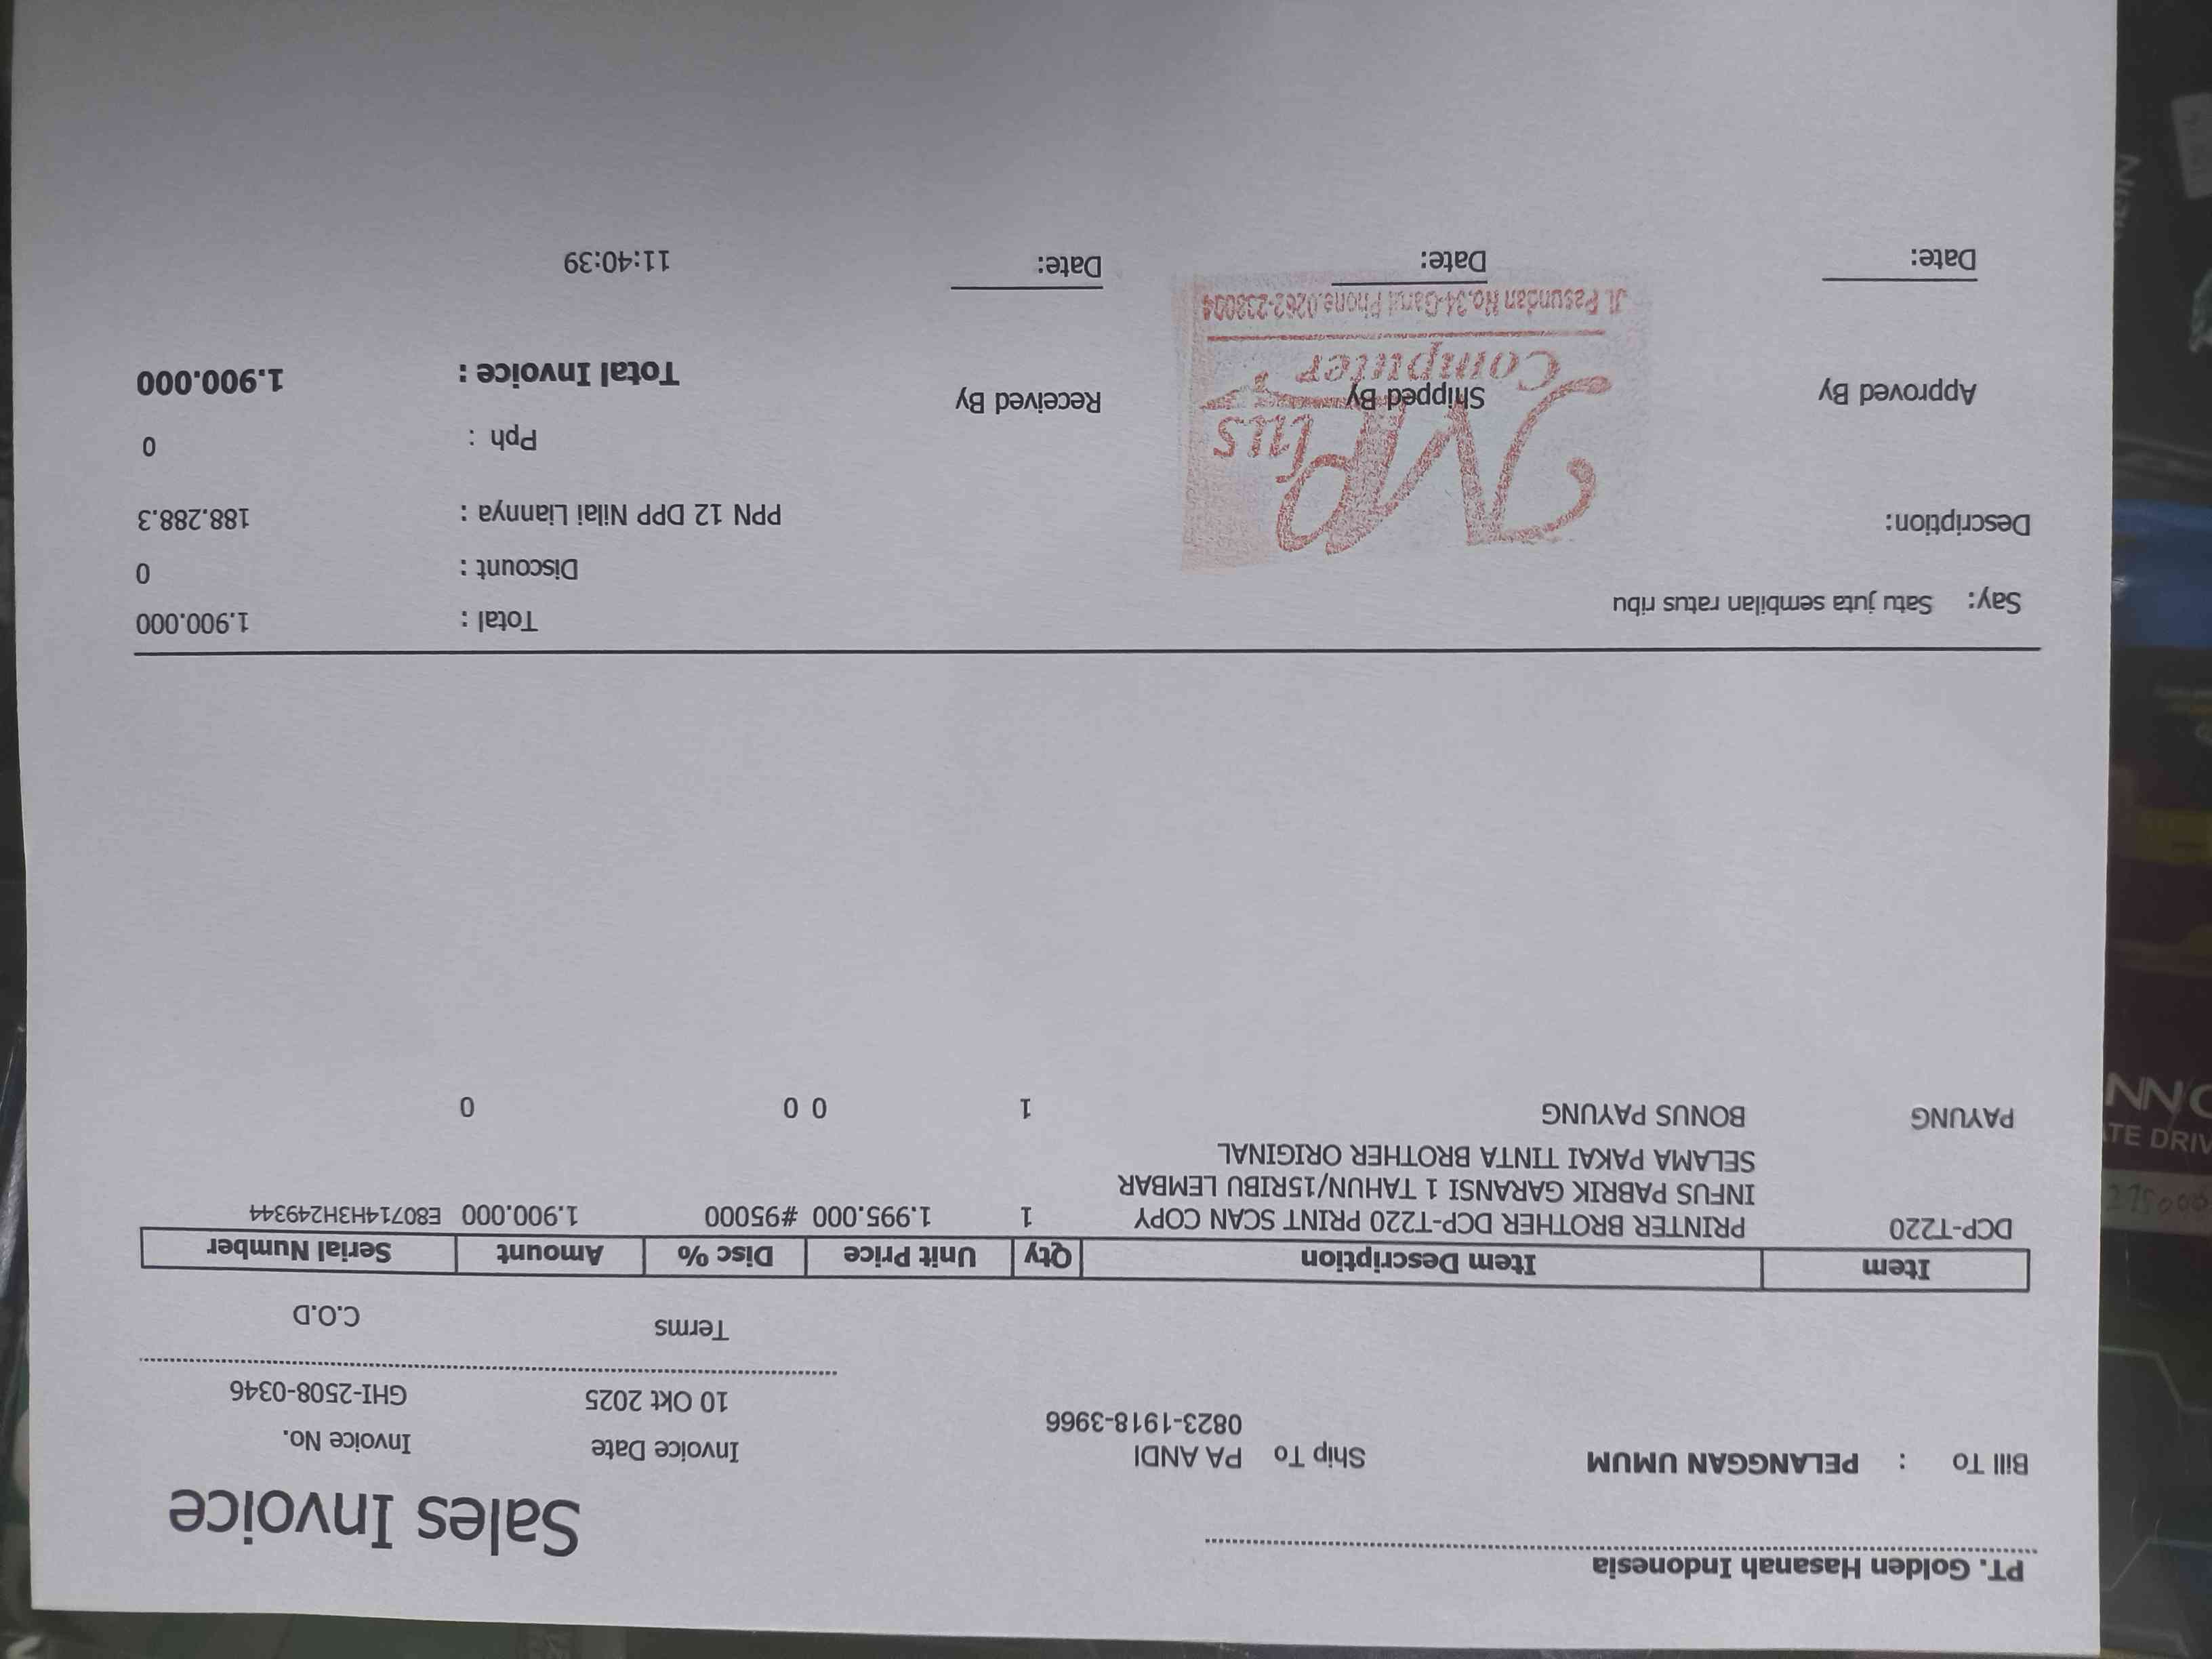 PT. Golden Hasanah Indonesia
Sales Invoice
Bill To : PELANGGAN UMUM
Ship To PA ANDI
0823-1918-3966
Invoice Date Invoice No.
10 Okt 2025 GHI-2508-0346
Terms C.O.D
Item Item Description Qty Unit Price Disc % Amount Serial Number
DCP-T220 PRINTER BROTHER DCP-T220 PRINT SCAN COPY 1 1.995.000 #95000 1.900.000 E80714H3H249344
INFUS PABRIK GARANSI 1 TAHUN/15RIBU LEMBAR
SELAMA PAKAI TINTA BROTHER ORIGINAL
PAYUNG BONUS PAYUNG 1 0 0 0
Say: Satu juta sembilan ratus ribu
Total : 1.900.000
Discount : 0
Description:
PPN 12 DPP Nilai Liannya : 188.288.3
Pph : 0
Total Invoice : 1.900.000
Approved By Shipped By Received By
MPlus
Computer
Jl. Pasundan No.34-Garut Phone.0262-238004
Date: Date: Date: 11:40:39
NNO
TE DRIV
275000